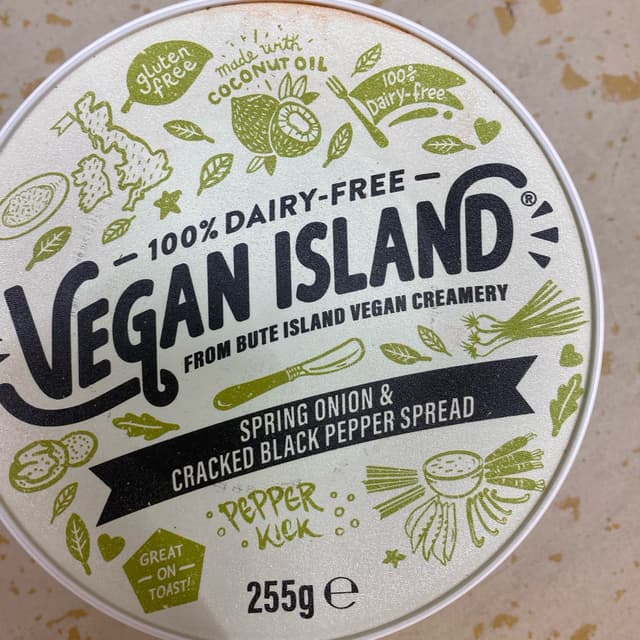 gluten
free
made with
COCONUT OIL
100%
Dairy-free
100% DAIRY-FREE
VEGAN ISLAND®
FROM BUTE ISLAND VEGAN CREAMERY
SPRING ONION &
CRACKED BLACK PEPPER SPREAD
PEPPER
KICK
GREAT
ON
TOAST!
255g ℮